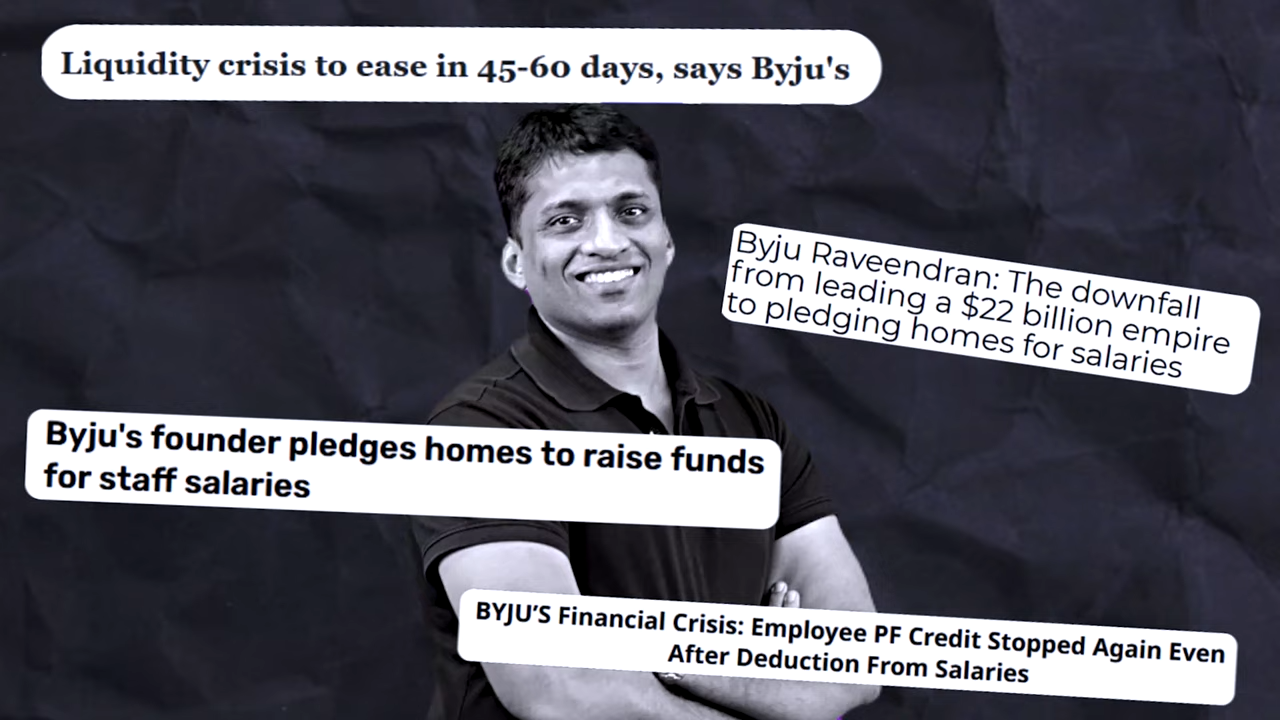 Liquidity crisis to ease in 45-60 days, says Byju's
Byju Raveendran: The downfall
from leading a $22 billion empire
to pledging homes for salaries
Byju's founder pledges homes to raise funds
for staff salaries
BYJU’S Financial Crisis: Employee PF Credit Stopped Again Even
After Deduction From Salaries